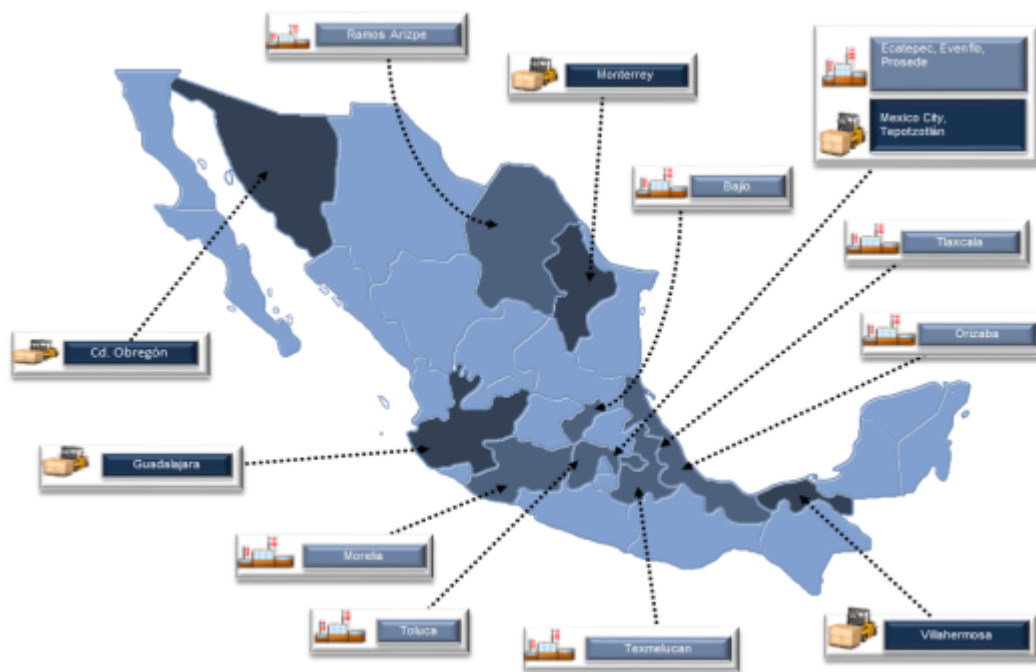 Ramos Arizpe
Monterrey
Ecatepec, Evenflo,
Prosede
Mexico City,
Tepotzotlán
Bajío
Tlaxcala
Orizaba
Cd. Obregón
Guadalajara
Morelia
Toluca
Texmelucan
Villahermosa